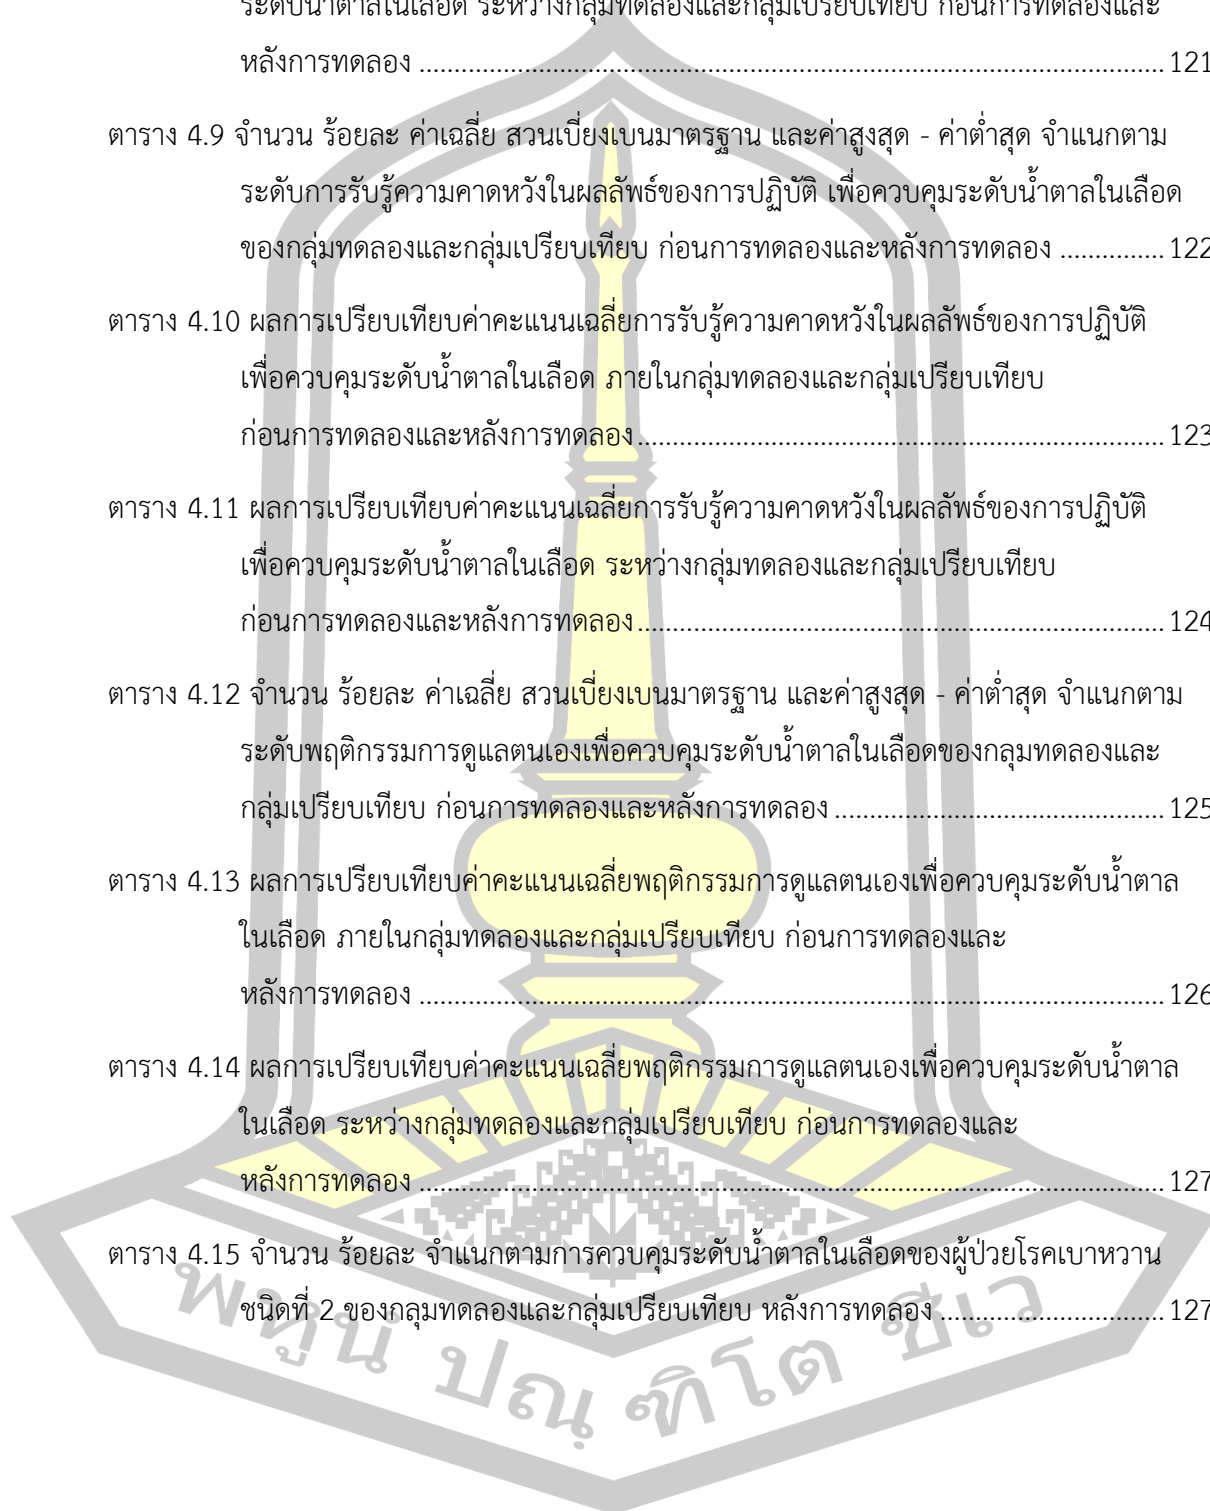 ระดับน้ำตาลในเลือด ระหว่างกลุ่มทดลองและกลุ่มเปรียบเทียบ ก่อนการทดลองและ
หลังการทดลอง .......................................................................................................... 121
ตาราง 4.9 จำนวน ร้อยละ ค่าเฉลี่ย สวนเบี่ยงเบนมาตรฐาน และค่าสูงสุด - ค่าต่ำสุด จำแนกตาม
ระดับการรับรู้ความคาดหวังในผลลัพธ์ของการปฏิบัติ เพื่อควบคุมระดับน้ำตาลในเลือด
ของกลุ่มทดลองและกลุ่มเปรียบเทียบ ก่อนการทดลองและหลังการทดลอง ............... 122
ตาราง 4.10 ผลการเปรียบเทียบค่าคะแนนเฉลี่ยการรับรู้ความคาดหวังในผลลัพธ์ของการปฏิบัติ
เพื่อควบคุมระดับน้ำตาลในเลือด ภายในกลุ่มทดลองและกลุ่มเปรียบเทียบ
ก่อนการทดลองและหลังการทดลอง ........................................................................... 123
ตาราง 4.11 ผลการเปรียบเทียบค่าคะแนนเฉลี่ยการรับรู้ความคาดหวังในผลลัพธ์ของการปฏิบัติ
เพื่อควบคุมระดับน้ำตาลในเลือด ระหว่างกลุ่มทดลองและกลุ่มเปรียบเทียบ
ก่อนการทดลองและหลังการทดลอง ........................................................................... 124
ตาราง 4.12 จำนวน ร้อยละ ค่าเฉลี่ย สวนเบี่ยงเบนมาตรฐาน และค่าสูงสุด - ค่าต่ำสุด จำแนกตาม
ระดับพฤติกรรมการดูแลตนเองเพื่อควบคุมระดับน้ำตาลในเลือดของกลุมทดลองและ
กลุ่มเปรียบเทียบ ก่อนการทดลองและหลังการทดลอง ............................................... 125
ตาราง 4.13 ผลการเปรียบเทียบค่าคะแนนเฉลี่ยพฤติกรรมการดูแลตนเองเพื่อควบคุมระดับน้ำตาล
ในเลือด ภายในกลุ่มทดลองและกลุ่มเปรียบเทียบ ก่อนการทดลองและ
หลังการทดลอง .......................................................................................................... 126
ตาราง 4.14 ผลการเปรียบเทียบค่าคะแนนเฉลี่ยพฤติกรรมการดูแลตนเองเพื่อควบคุมระดับน้ำตาล
ในเลือด ระหว่างกลุ่มทดลองและกลุ่มเปรียบเทียบ ก่อนการทดลองและ
หลังการทดลอง .......................................................................................................... 127
ตาราง 4.15 จำนวน ร้อยละ จำแนกตามการควบคุมระดับน้ำตาลในเลือดของผู้ป่วยโรคเบาหวาน
ชนิดที่ 2 ของกลุมทดลองและกลุ่มเปรียบเทียบ หลังการทดลอง ................................ 127
พหูนํ ปณฺฑิโต ชีเว